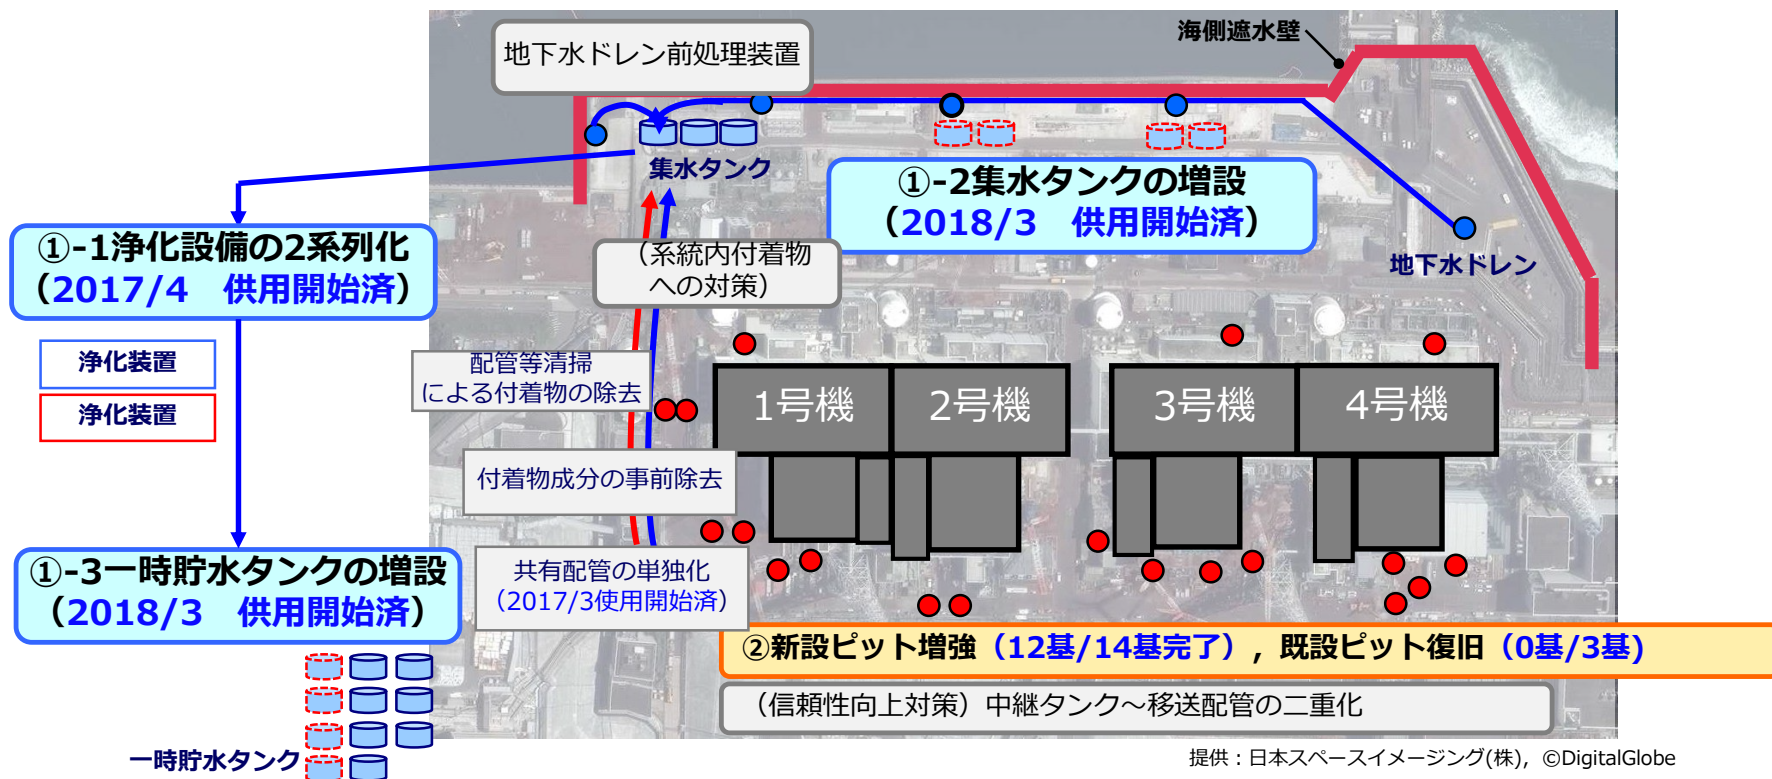 地下水ドレン前処理装置
海側遮水壁
集水タンク
①-2集水タンクの増設
（2018/3　供用開始済）
①-1浄化設備の2系列化
（2017/4　供用開始済）
（系統内付着物
への対策）
地下水ドレン
浄化装置
浄化装置
配管等清掃
による付着物の除去
1号機
2号機
3号機
4号機
付着物成分の事前除去
①-3一時貯水タンクの増設
（2018/3　供用開始済）
共有配管の単独化
（2017/3使用開始済）
②新設ピット増強（12基/14基完了），既設ピット復旧（0基/3基)
（信頼性向上対策）中継タンク～移送配管の二重化
一時貯水タンク
提供：日本スペースイメージング(株)，©DigitalGlobe